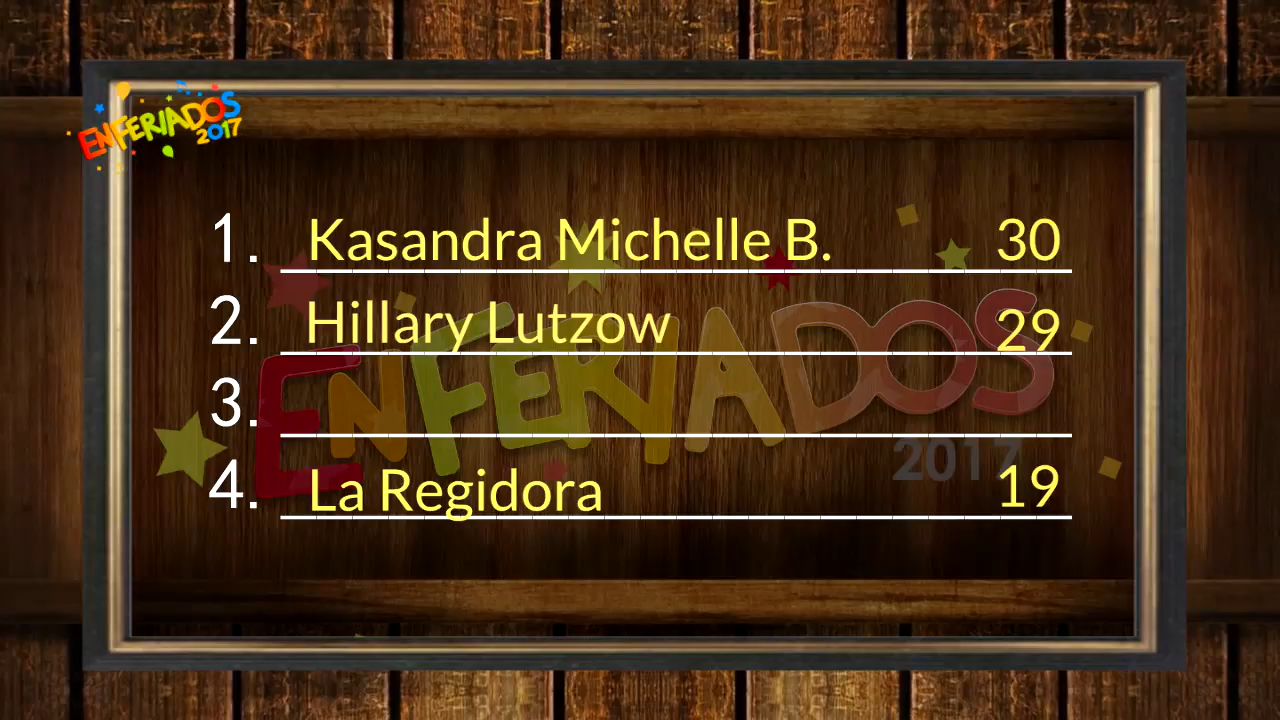 ENFERIADOS
2017
1. Kasandra Michelle B. 30
2. Hillary Lutzow 29
3.
4. La Regidora 19
ENFERIADOS
2017